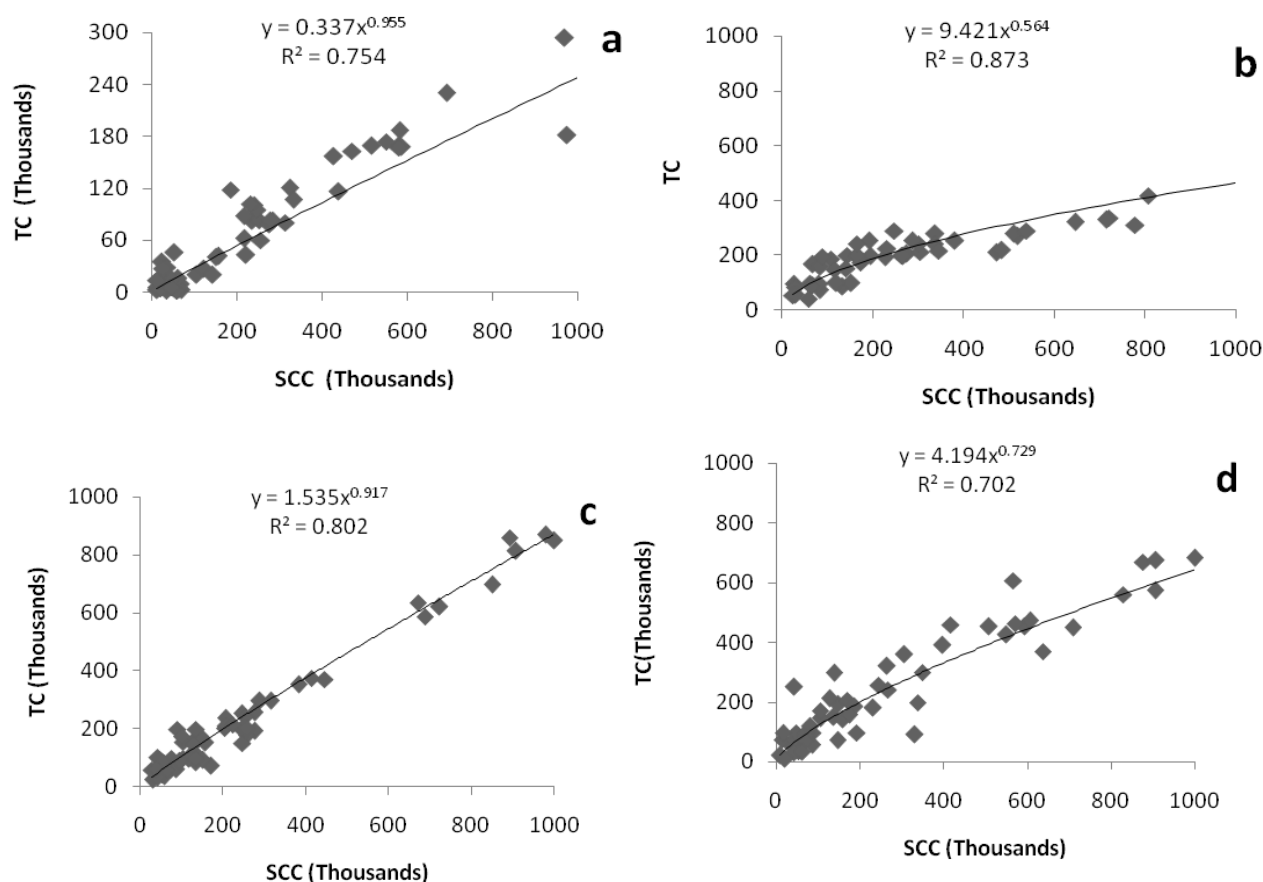 y = 0.337x^0.955
R² = 0.754
a
300
240
180
120
60
0
TC (Thousands)
0 200 400 600 800 1000
SCC (Thousands)
y = 9.421x^0.564
R² = 0.873
b
1000
800
600
400
200
0
TC
0 200 400 600 800 1000
SCC (Thousands)
y = 1.535x^0.917
R² = 0.802
c
1000
800
600
400
200
0
TC (Thousands)
0 200 400 600 800 1000
SCC (Thousands)
y = 4.194x^0.729
R² = 0.702
d
1000
800
600
400
200
0
TC(Thousands)
0 200 400 600 800 1000
SCC (Thousands)